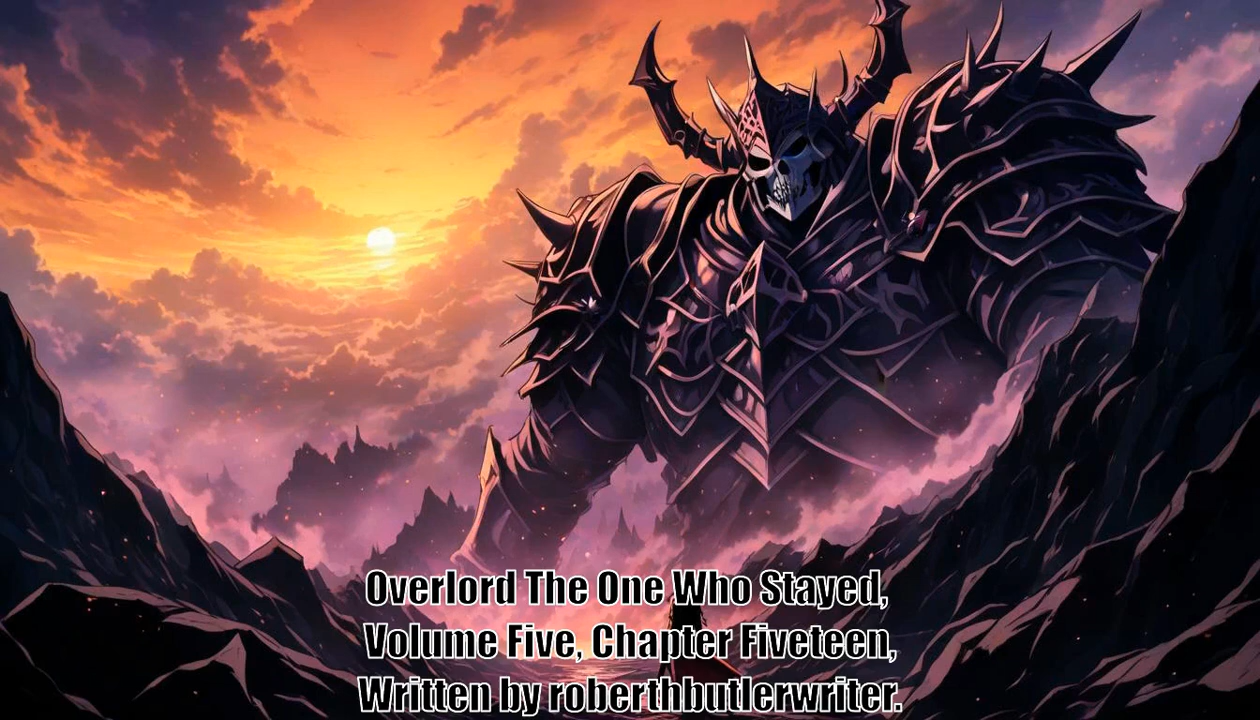 Overlord The One Who Stayed,
Volume Five, Chapter Fiveteen,
Written by roberthbutlerwriter.